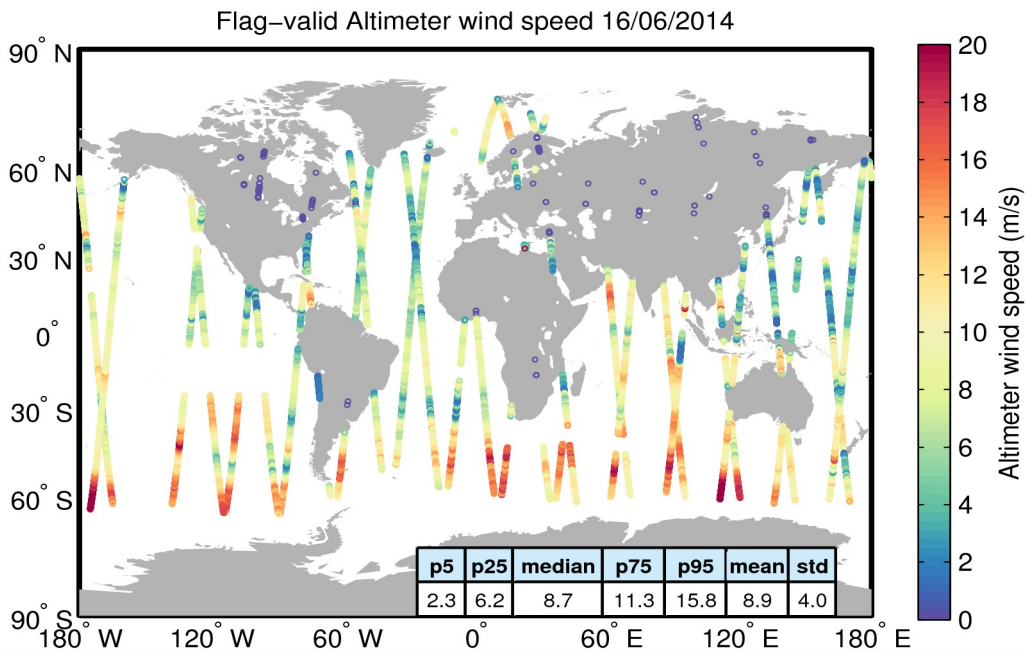 Flag−valid Altimeter wind speed 16/06/2014
90° N
60° N
30° N
0°
30° S
60° S
90° S
180° W
120° W
60° W
0°
60° E
120° E
180° E
p5 p25 median p75 p95 mean std
2.3 6.2 8.7 11.3 15.8 8.9 4.0
20
18
16
14
12
10
8
6
4
2
0
Altimeter wind speed (m/s)